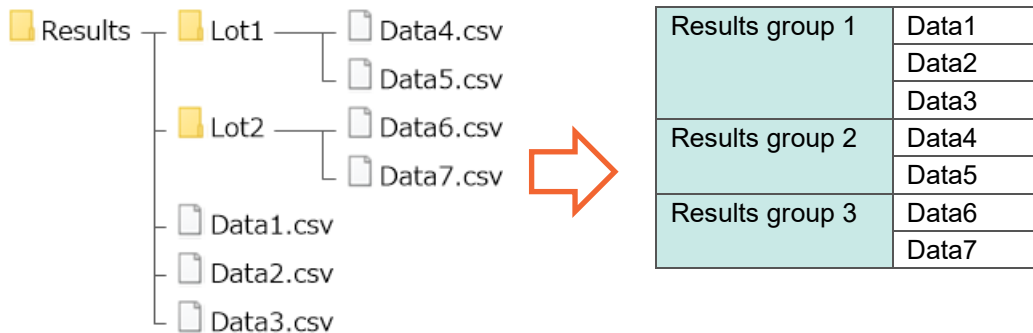 Results
Lot1
Data4.csv
Data5.csv
Lot2
Data6.csv
Data7.csv
Data1.csv
Data2.csv
Data3.csv
Results group 1
Data1
Data2
Data3
Results group 2
Data4
Data5
Results group 3
Data6
Data7